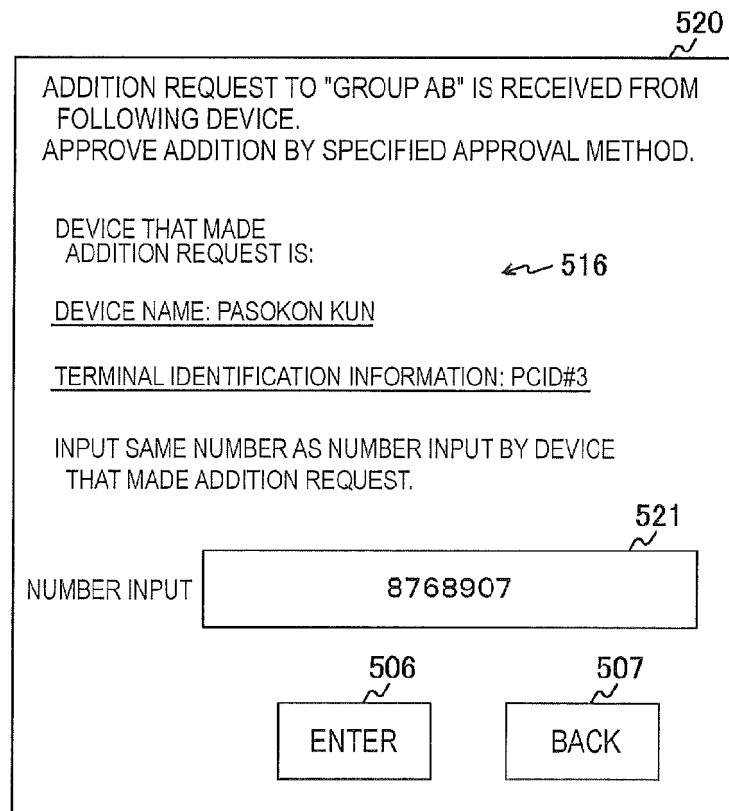 520
ADDITION REQUEST TO "GROUP AB" IS RECEIVED FROM
FOLLOWING DEVICE.
APPROVE ADDITION BY SPECIFIED APPROVAL METHOD.
DEVICE THAT MADE
ADDITION REQUEST IS:
516
DEVICE NAME: PASOKON KUN
TERMINAL IDENTIFICATION INFORMATION: PCID#3
INPUT SAME NUMBER AS NUMBER INPUT BY DEVICE
THAT MADE ADDITION REQUEST.
521
NUMBER INPUT 8768907
506 507
ENTER BACK